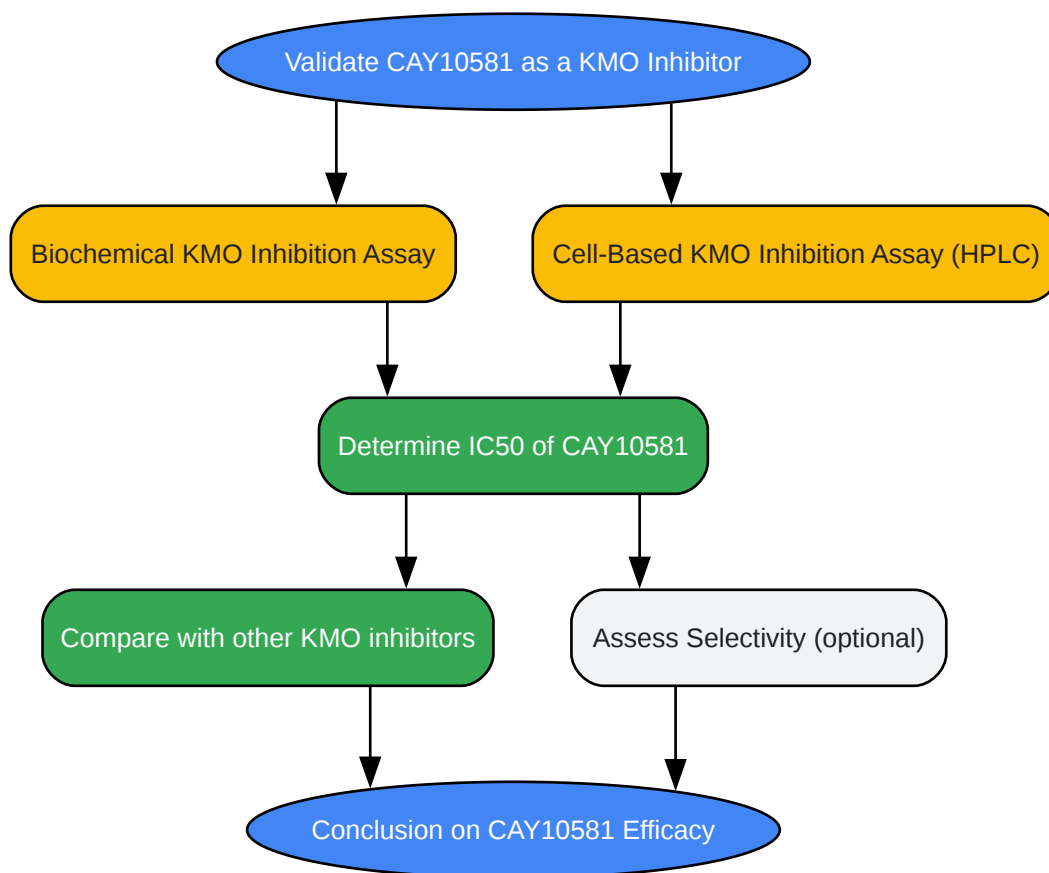 Validate CAY10581 as a KMO Inhibitor
Biochemical KMO Inhibition Assay
Cell-Based KMO Inhibition Assay (HPLC)
Determine IC50 of CAY10581
Compare with other KMO inhibitors
Assess Selectivity (optional)
Conclusion on CAY10581 Efficacy